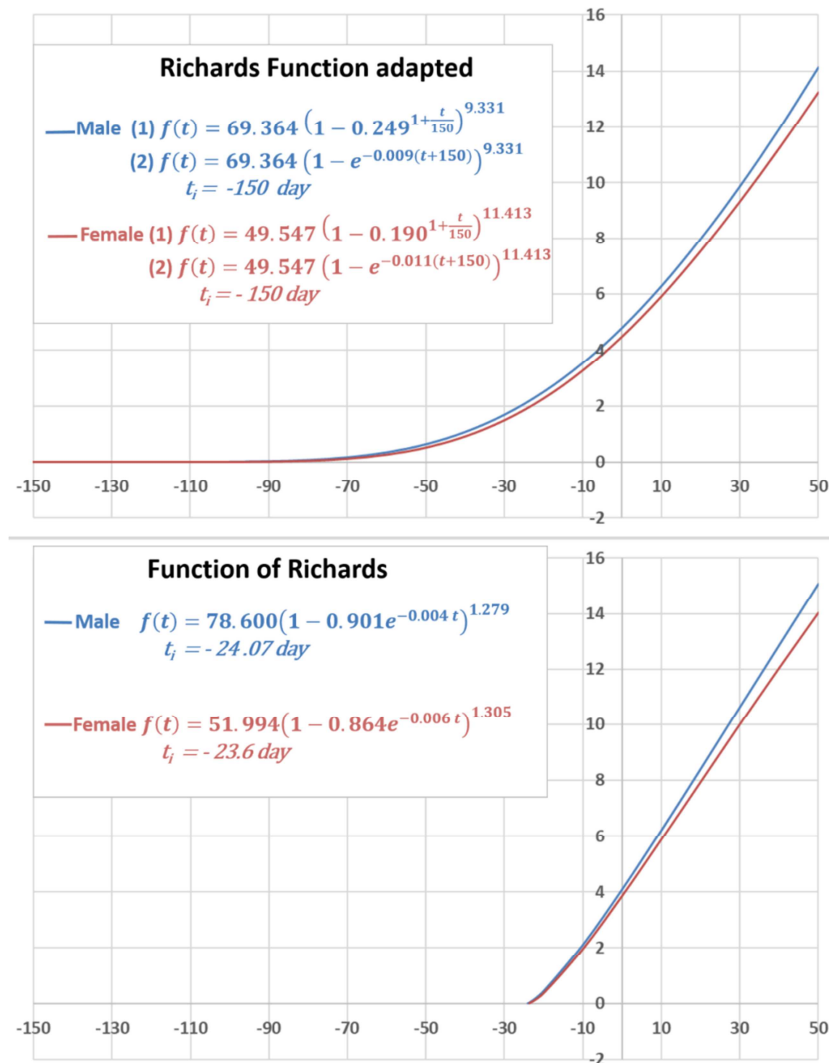 Richards Function adapted
Male (1) f(t) = 69.364 (1 − 0.249^{1+\frac{t}{150}})^{9.331}
(2) f(t) = 69.364 (1 − e^{−0.009(t+150)})^{9.331}
t_i = -150 day
Female (1) f(t) = 49.547 (1 − 0.190^{1+\frac{t}{150}})^{11.413}
(2) f(t) = 49.547 (1 − e^{−0.011(t+150)})^{11.413}
t_i = - 150 day
16
14
12
10
8
6
4
2
0
-150 -130 -110 -90 -70 -50 -30 -10 10 30 50
-2
Function of Richards
Male f(t) = 78.600(1 − 0.901e^{−0.004 t})^{1.279}
t_i = - 24.07 day
Female f(t) = 51.994(1 − 0.864e^{−0.006 t})^{1.305}
t_i = - 23.6 day
16
14
12
10
8
6
4
2
0
-150 -130 -110 -90 -70 -50 -30 -10 10 30 50
-2